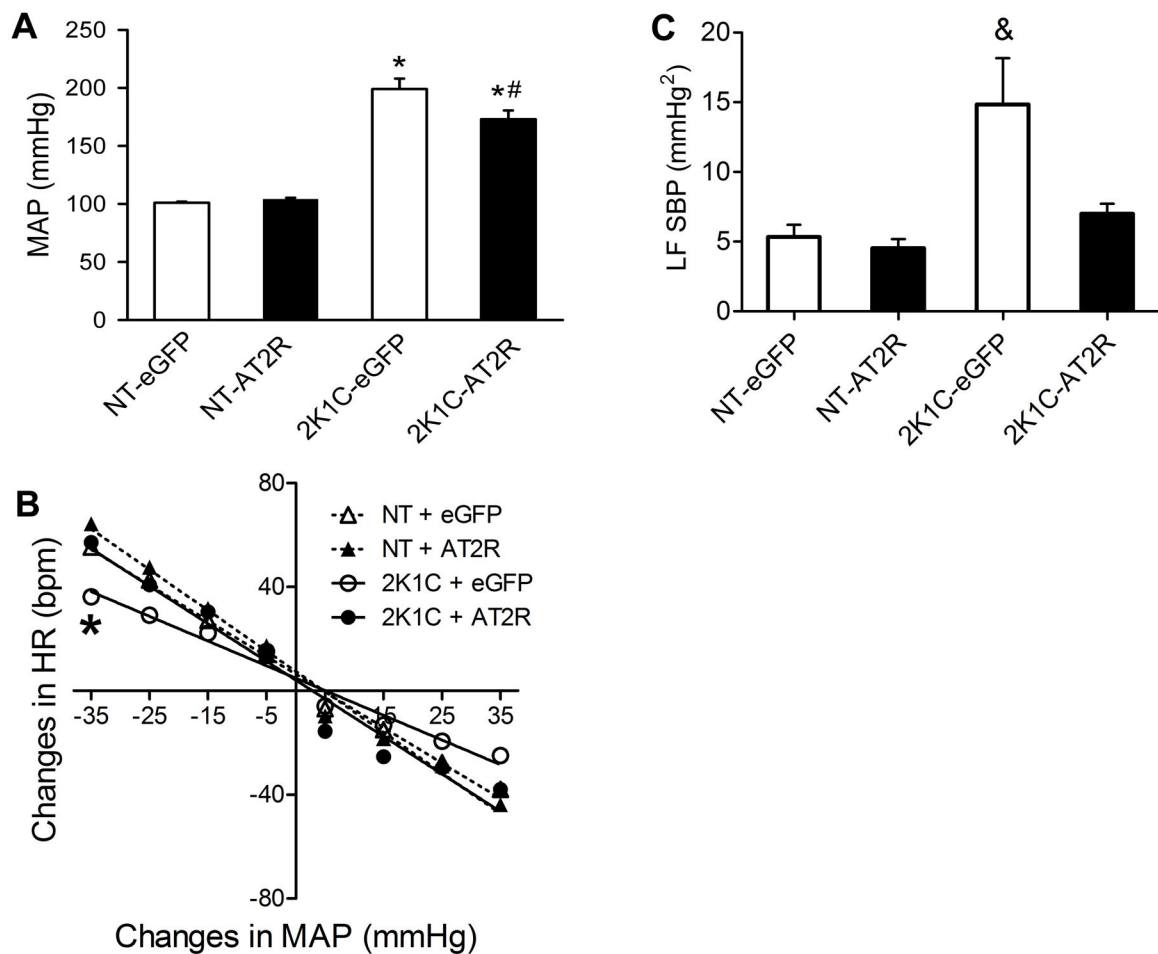 A
MAP (mmHg)
250
200
150
100
50
0
*
*#
NT-eGFP
NT-AT2R
2K1C-eGFP
2K1C-AT2R
C
LF SBP (mmHg²)
20
15
10
5
0
&
NT-eGFP
NT-AT2R
2K1C-eGFP
2K1C-AT2R
B
Changes in HR (bpm)
80
40
-40
-80
NT + eGFP
NT + AT2R
2K1C + eGFP
2K1C + AT2R
*
-35 -25 -15 -5 15 25 35
Changes in MAP (mmHg)